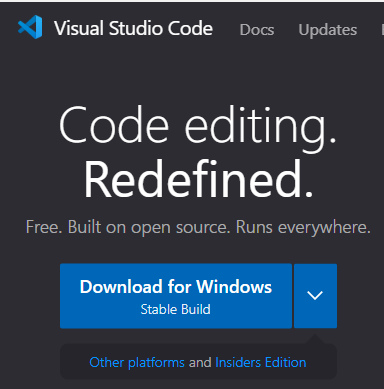 Visual Studio Code Docs Updates
Code editing.
Redefined.
Free. Built on open source. Runs everywhere.
Download for Windows
Stable Build
Other platforms and Insiders Edition